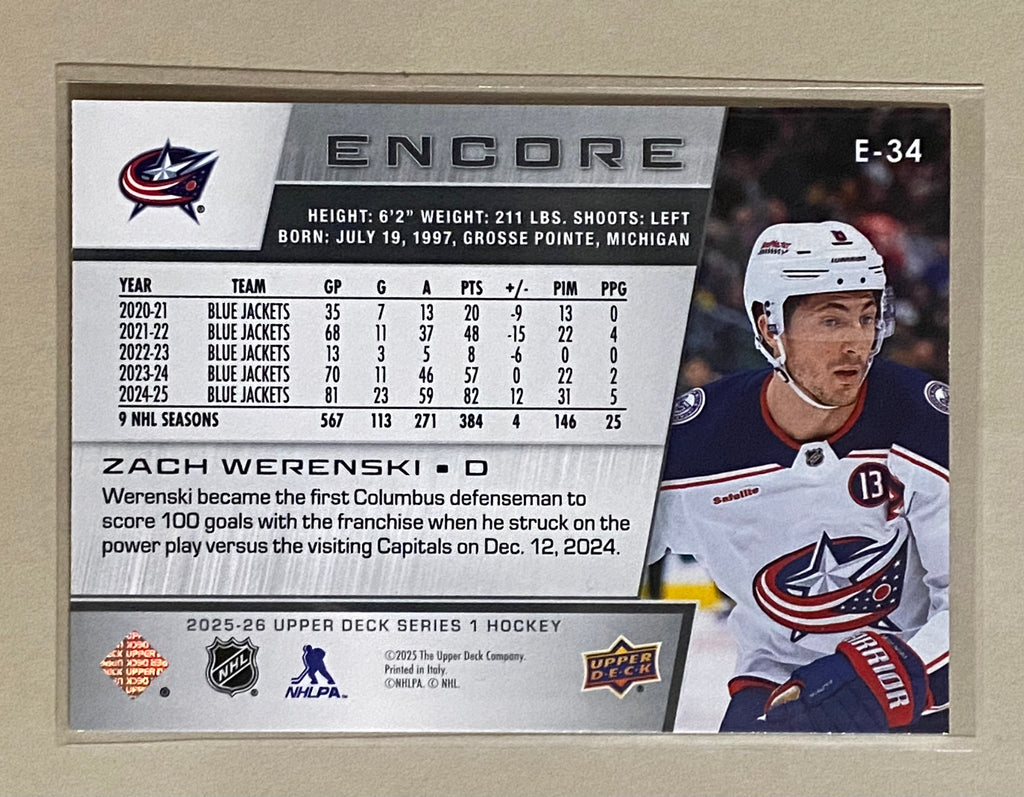 ENCORE
E-34
HEIGHT: 6'2" WEIGHT: 211 LBS. SHOOTS: LEFT
BORN: JULY 19, 1997, GROSSE POINTE, MICHIGAN
YEAR TEAM GP G A PTS +/- PIM PPG
2020-21 BLUE JACKETS 35 7 13 20 -9 13 0
2021-22 BLUE JACKETS 68 11 37 48 -15 22 4
2022-23 BLUE JACKETS 13 3 5 8 -6 0 0
2023-24 BLUE JACKETS 70 11 46 57 0 22 2
2024-25 BLUE JACKETS 81 23 59 82 12 31 5
9 NHL SEASONS 567 113 271 384 4 146 25
ZACH WERENSKI ▪ D
Werenski became the first Columbus defenseman to
score 100 goals with the franchise when he struck on the
power play versus the visiting Capitals on Dec. 12, 2024.
2025-26 UPPER DECK SERIES 1 HOCKEY
©2025 The Upper Deck Company.
Printed in Italy.
©NHLPA. © NHL.
NHL
NHLPA
UPPER
DECK
8
Satellite
13
WARRIOR